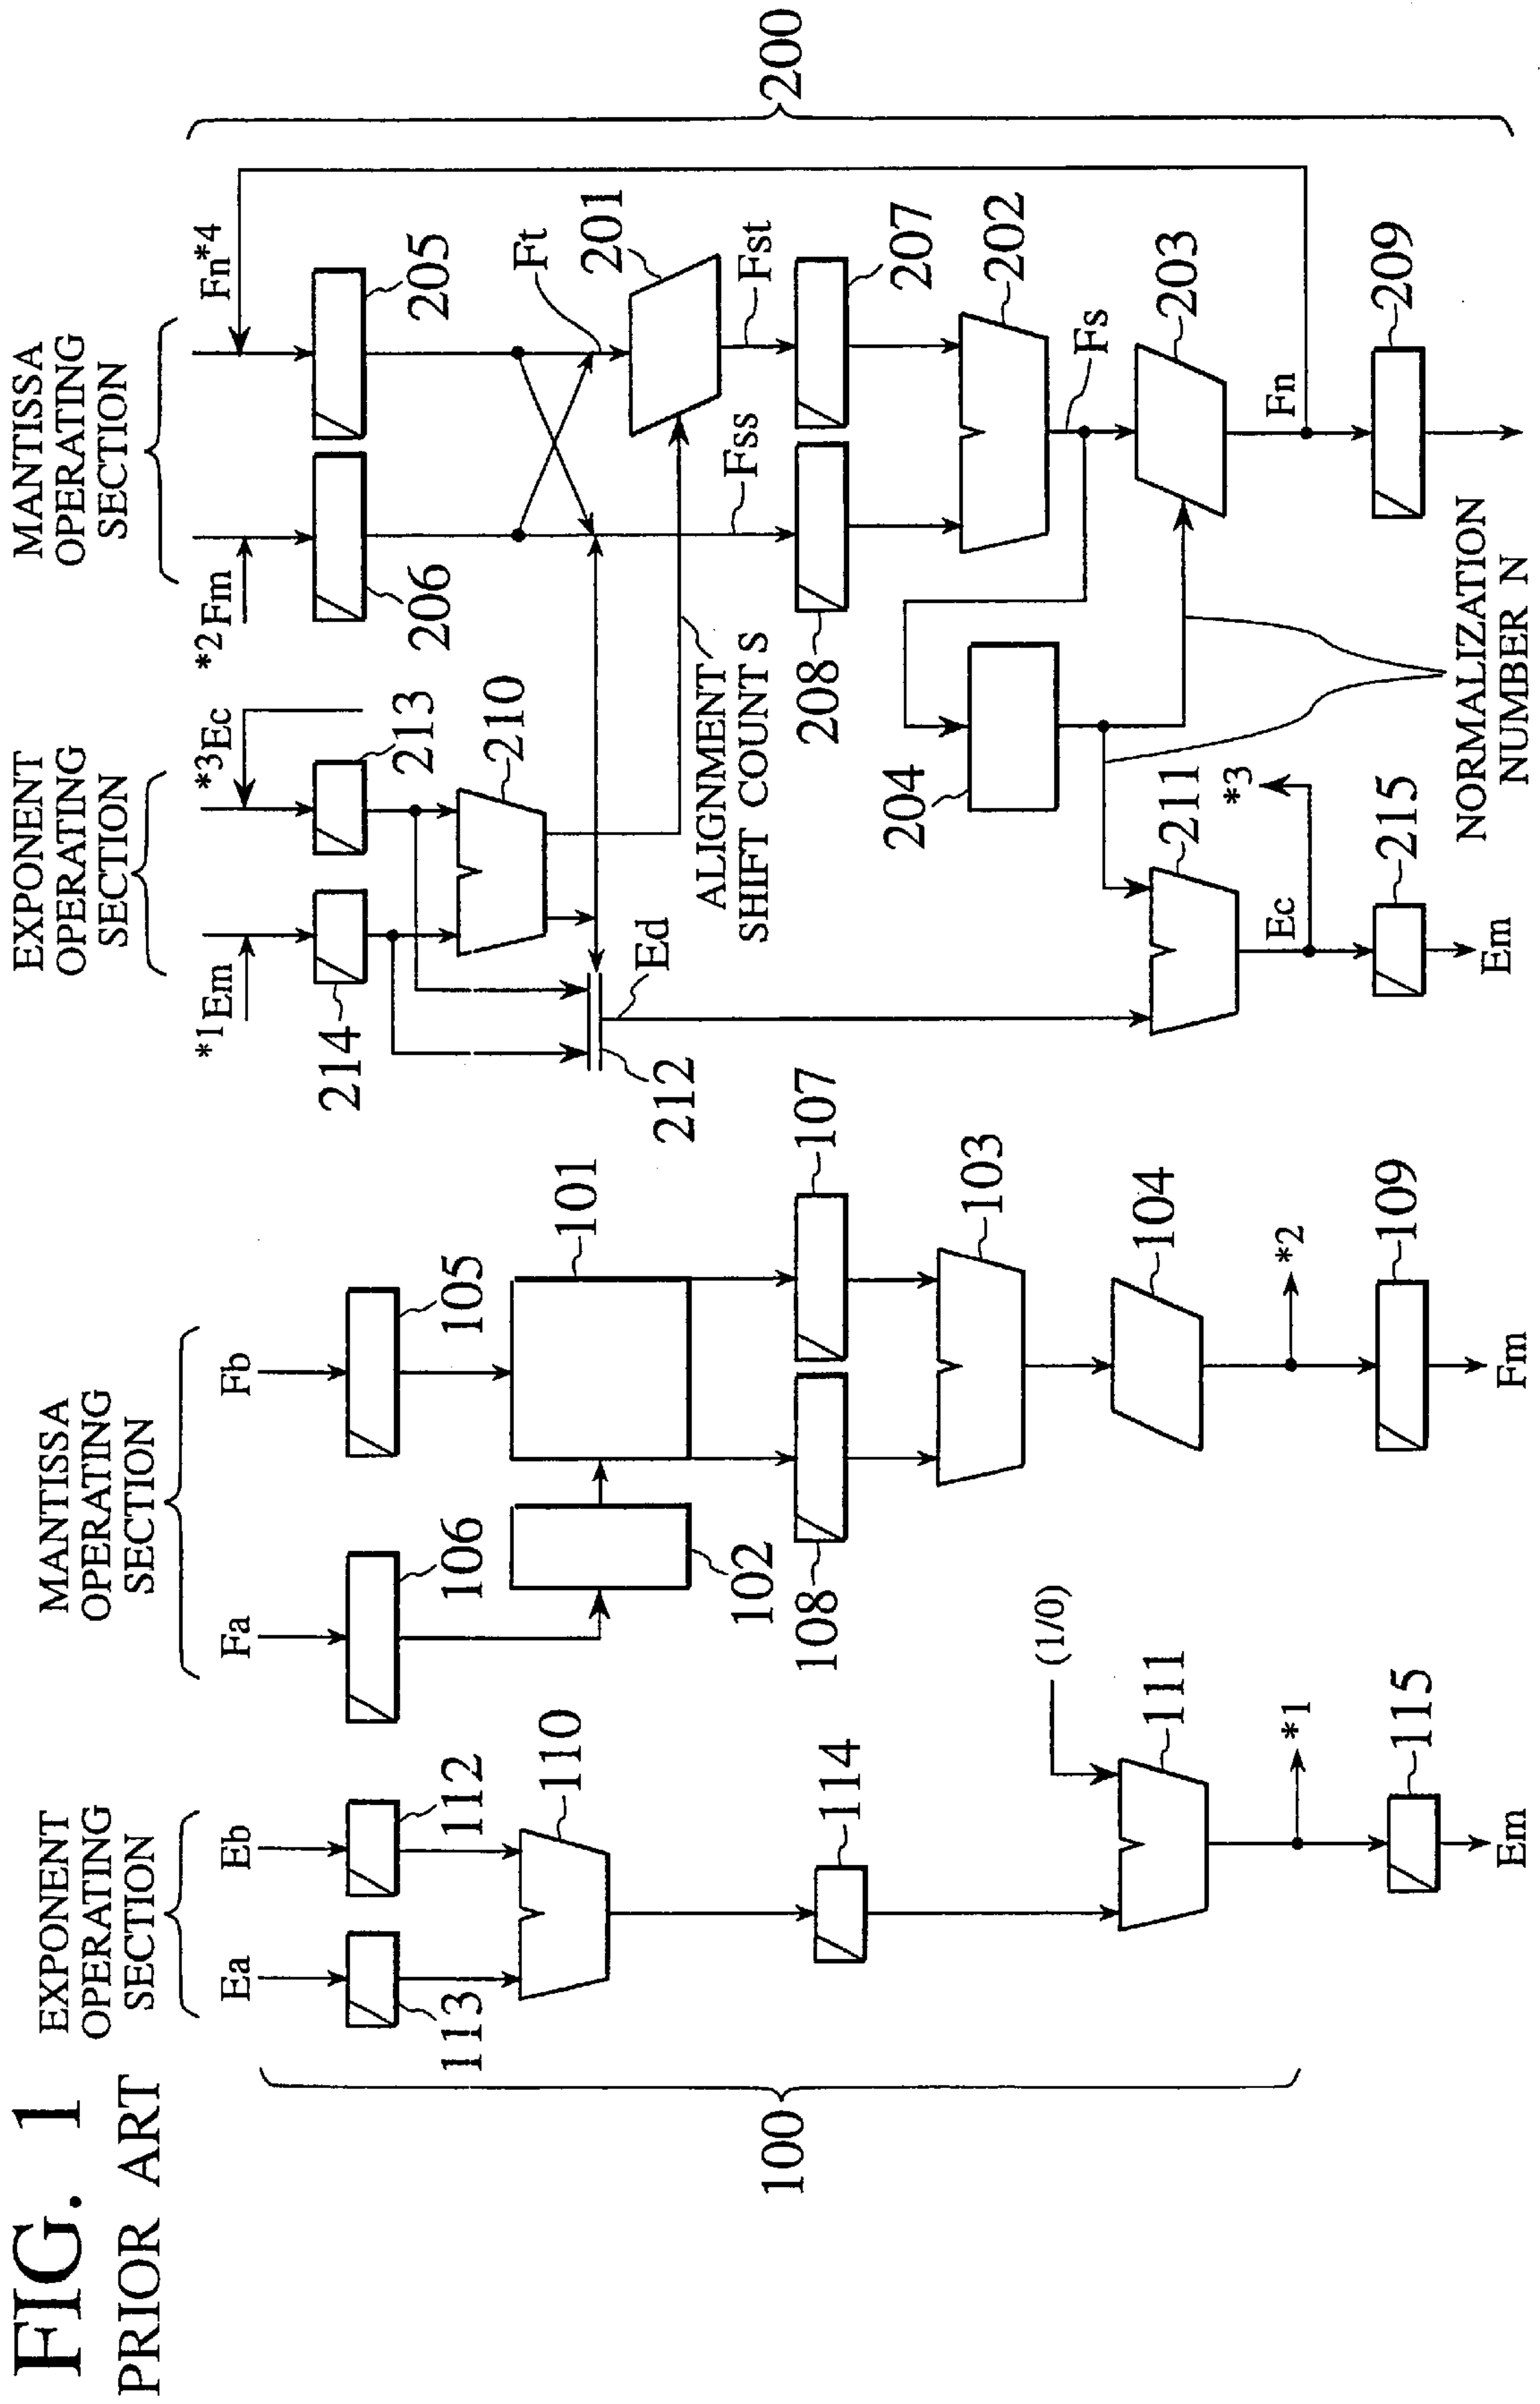 FIG. 1
PRIOR ART
EXPONENT
OPERATING
SECTION
MANTISSA
OPERATING
SECTION
EXPONENT
OPERATING
SECTION
MANTISSA
OPERATING
SECTION
Ea
Eb
Fa
Fb
*1Em
*3Ec
*2Fm
Fn*4
113
112
106
105
214
213
206
205
110
102
101
212
210
Ft
201
Ed
ALIGNMENT
SHIFT COUNT S
Fss
Fst
100
200
114
108
107
208
207
103
204
202
Fs
(1/0)
111
104
211
203
*1
*2
Ec
*3
Fn
115
109
215
209
Em
Fm
Em
NORMALIZATION
NUMBER N